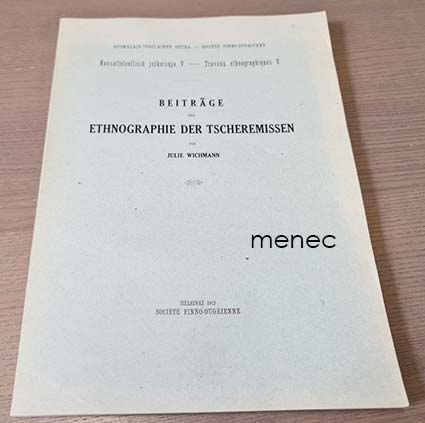 SUOMALAIS-UGRILAINEN SEURA — SOCIÉTÉ FINNO-OUGRIENNE
Kansatieteellisiä julkaisuja V — Travaux ethnographiques V
BEITRÄGE
ZUR
ETHNOGRAPHIE DER TSCHEREMISSEN
VON
JULIE WICHMANN
menec
HELSINKI 1913
SOCIÉTÉ FINNO-OUGRIENNE